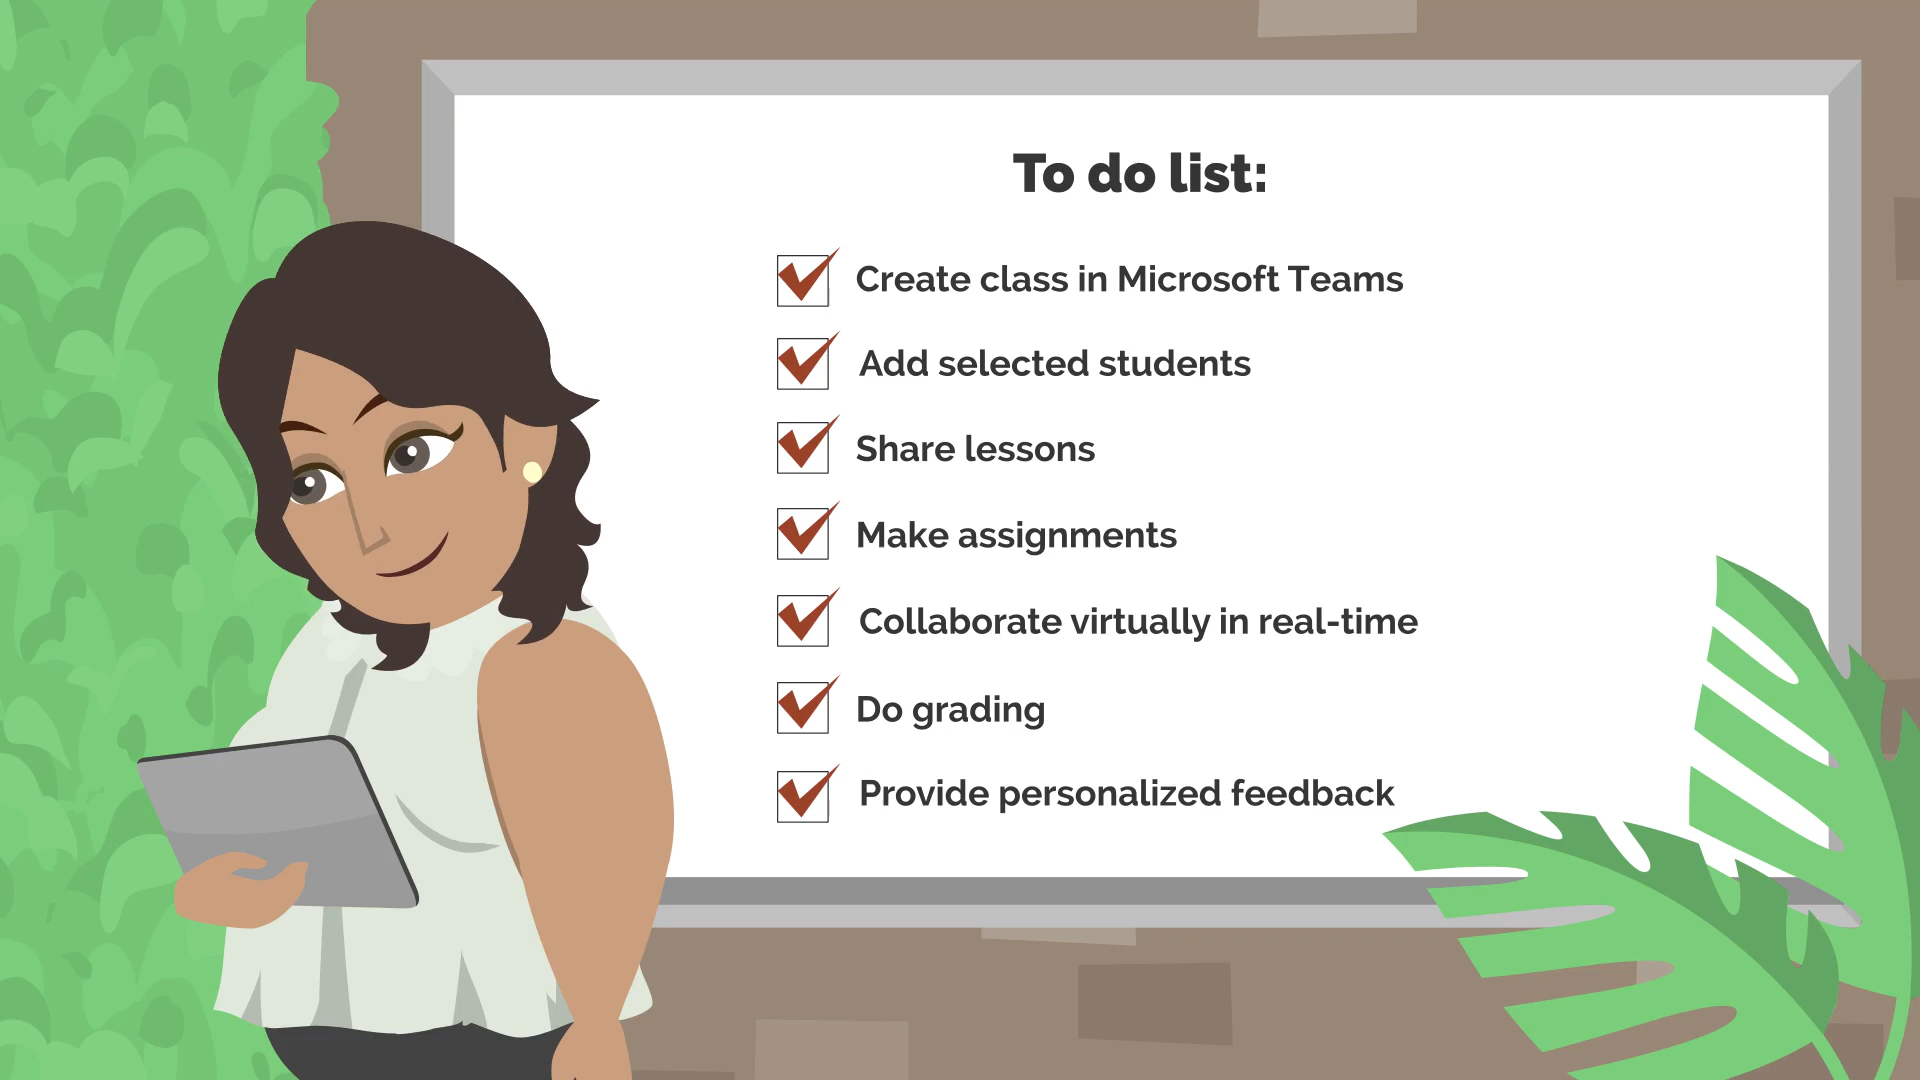 To do list:
Create class in Microsoft Teams
Add selected students
Share lessons
Make assignments
Collaborate virtually in real-time
Do grading
Provide personalized feedback